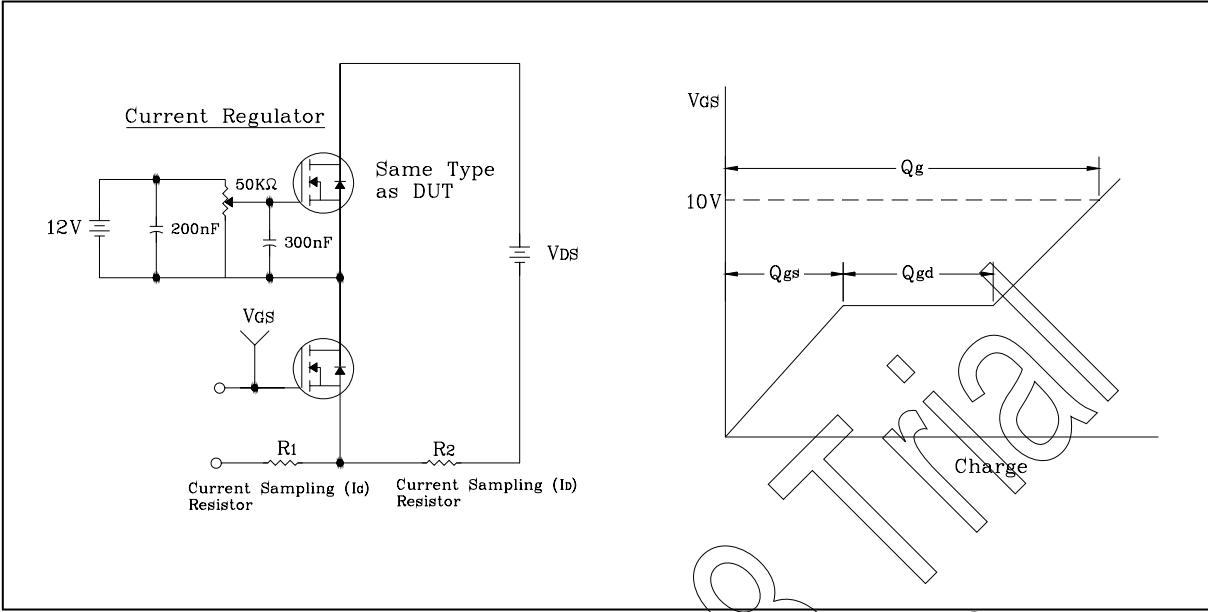 Current Regulator
12V
200nF
50KΩ
300nF
Same Type
as DUT
VDS
VGS
R1
R2
Current Sampling (IG)
Resistor
Current Sampling (ID)
Resistor
VGS
Qg
10V
Qgs
Qgd
Charge
Trial